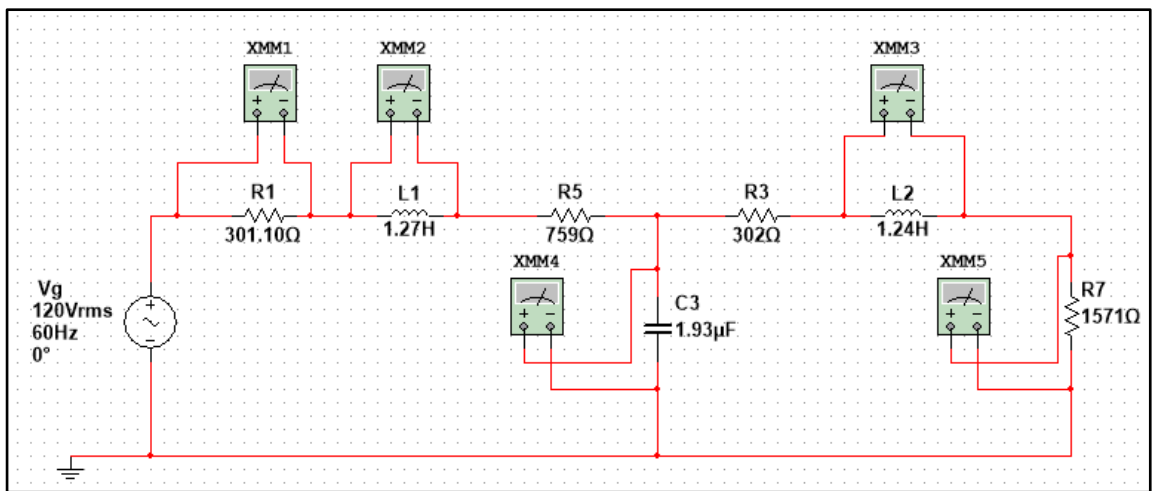 XMM1
XMM2
XMM3
+ −
+ −
+ −
R1
301.10Ω
L1
1.27H
R5
759Ω
R3
302Ω
L2
1.24H
XMM4
+ −
XMM5
+ −
Vg
120Vrms
60Hz
0°
+
−
C3
1.93µF
R7
1571Ω